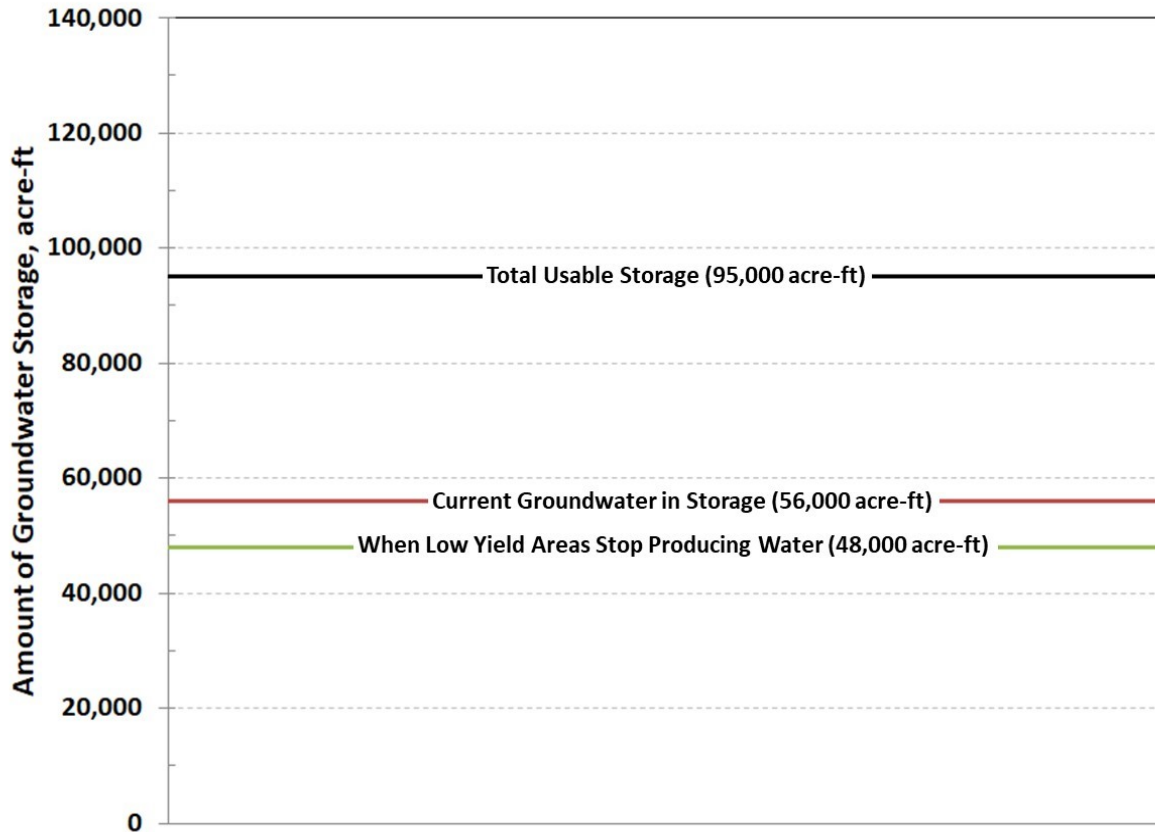 Amount of Groundwater Storage, acre-ft
140,000
120,000
100,000
Total Usable Storage (95,000 acre-ft)
80,000
60,000
Current Groundwater in Storage (56,000 acre-ft)
When Low Yield Areas Stop Producing Water (48,000 acre-ft)
40,000
20,000
0